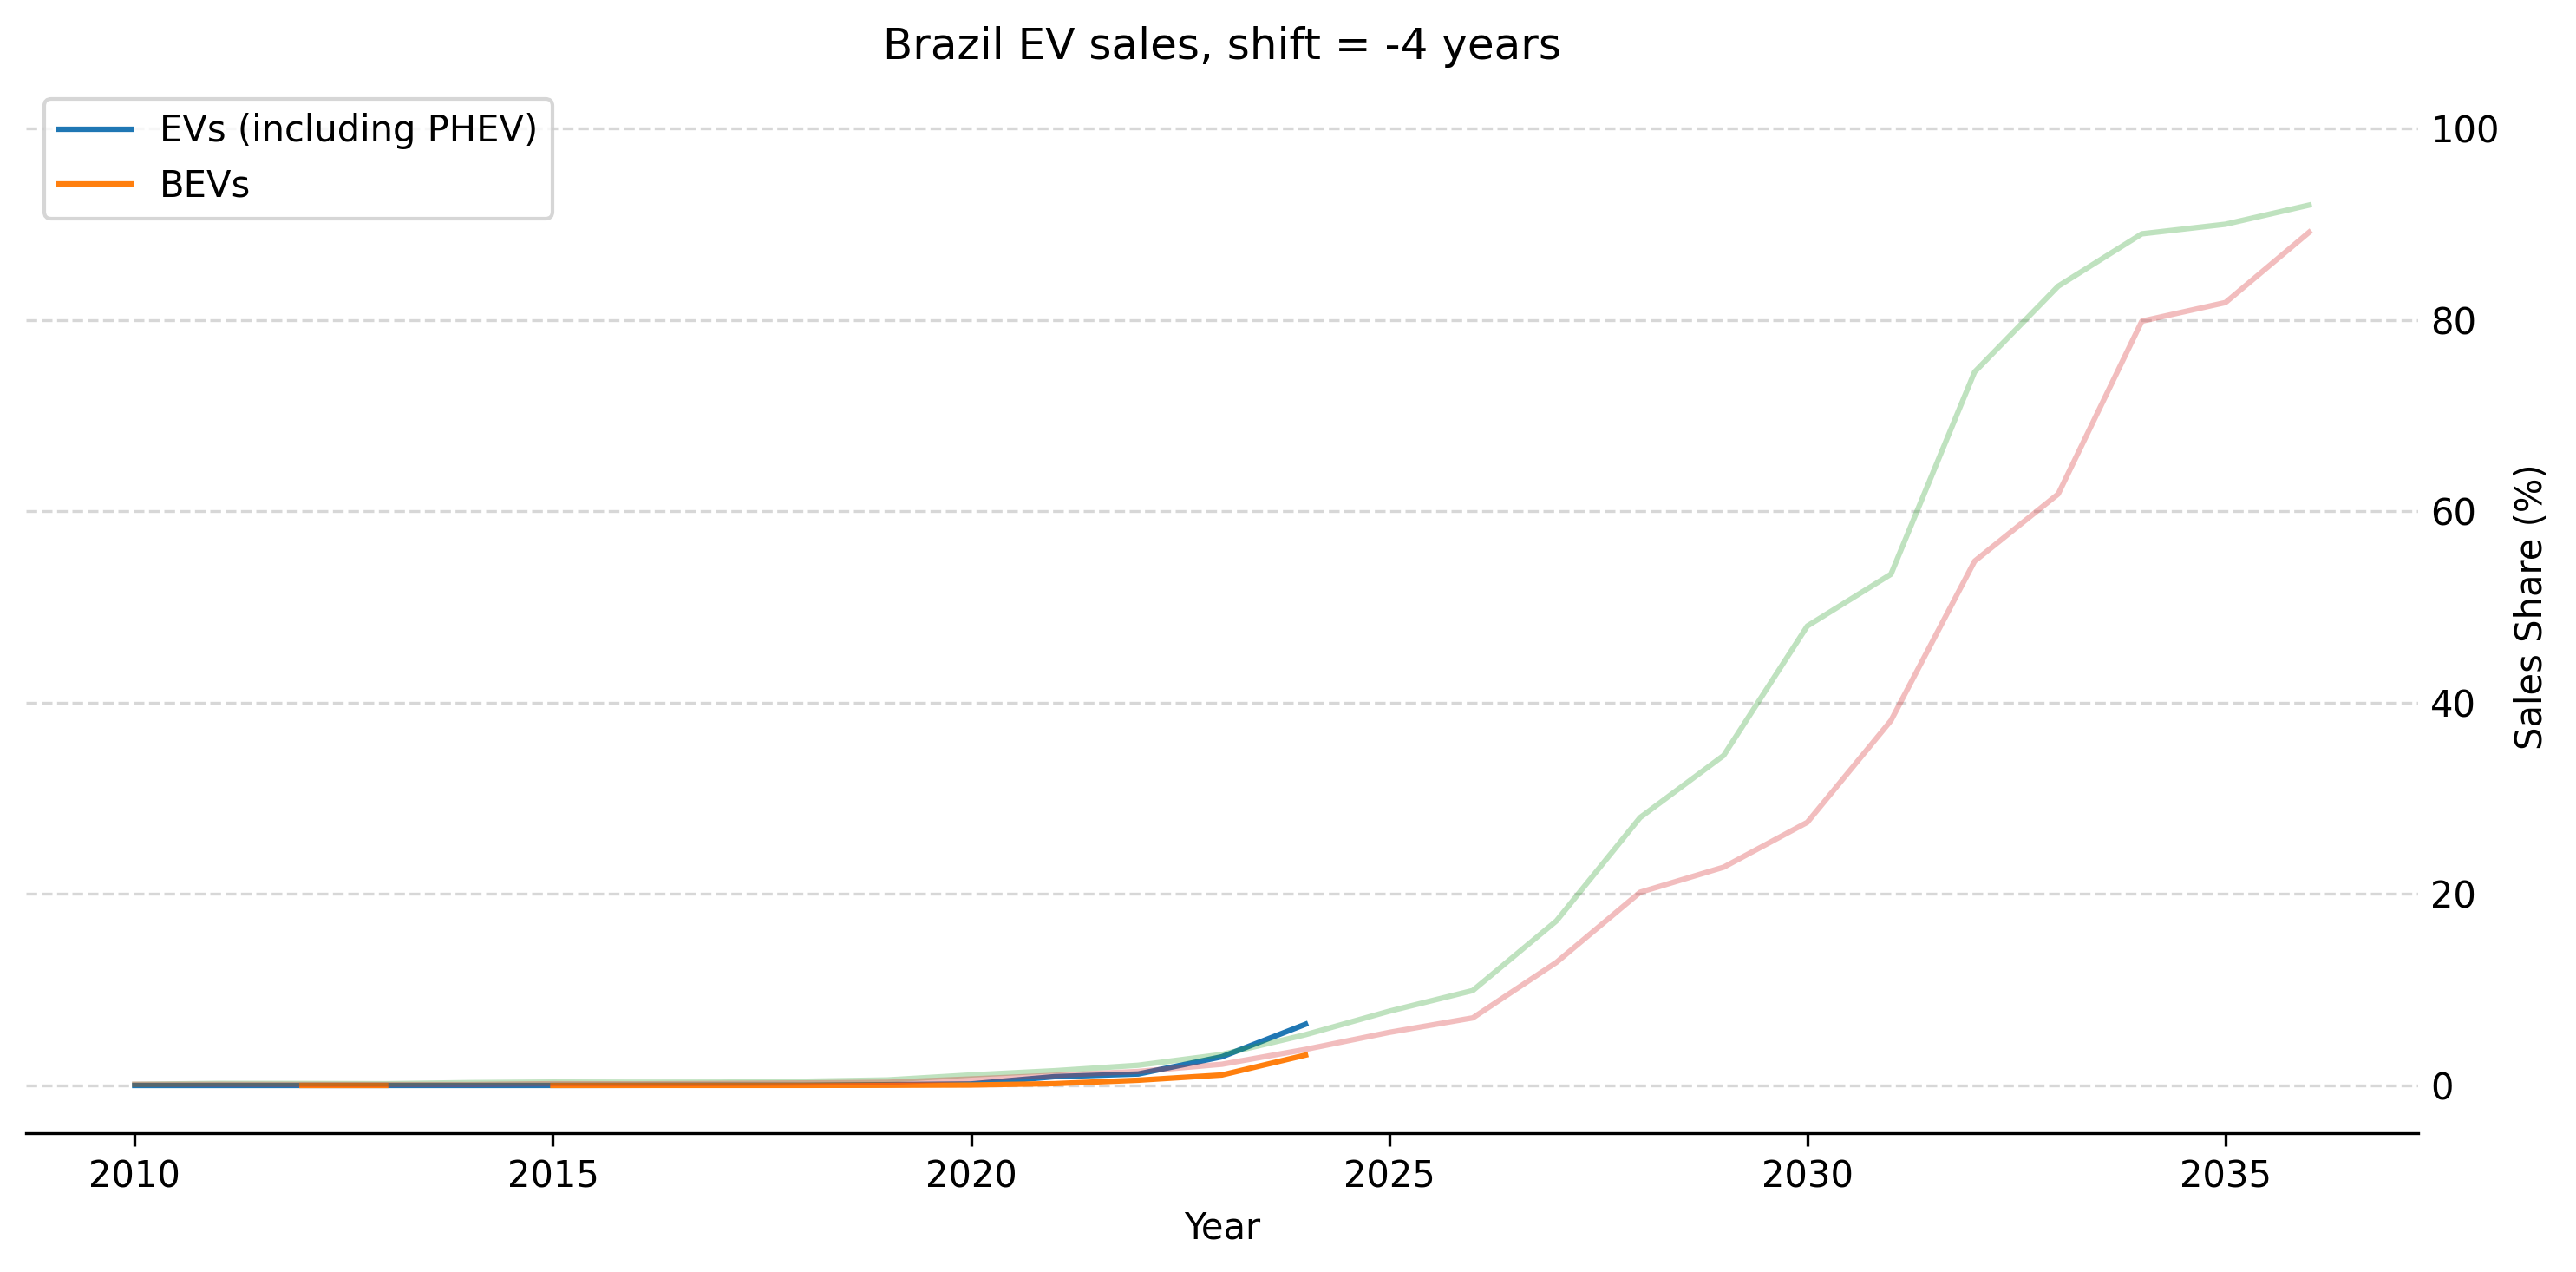 Brazil EV sales, shift = -4 years
EVs (including PHEV)
BEVs
100
80
60
40
20
0
Sales Share (%)
2010 2015 2020 2025 2030 2035
Year